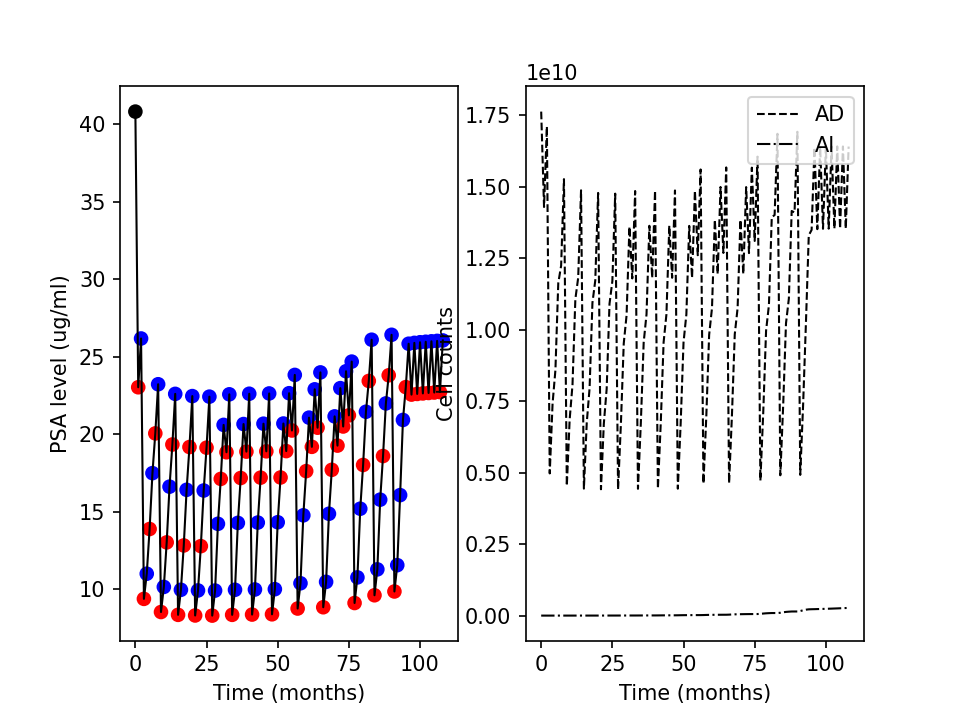 PSA level (ug/ml)
40
35
30
25
20
15
10
0 25 50 75 100
Time (months)
1e10
Cell counts
1.75
1.50
1.25
1.00
0.75
0.50
0.25
0.00
AD
AI
0 25 50 75 100
Time (months)